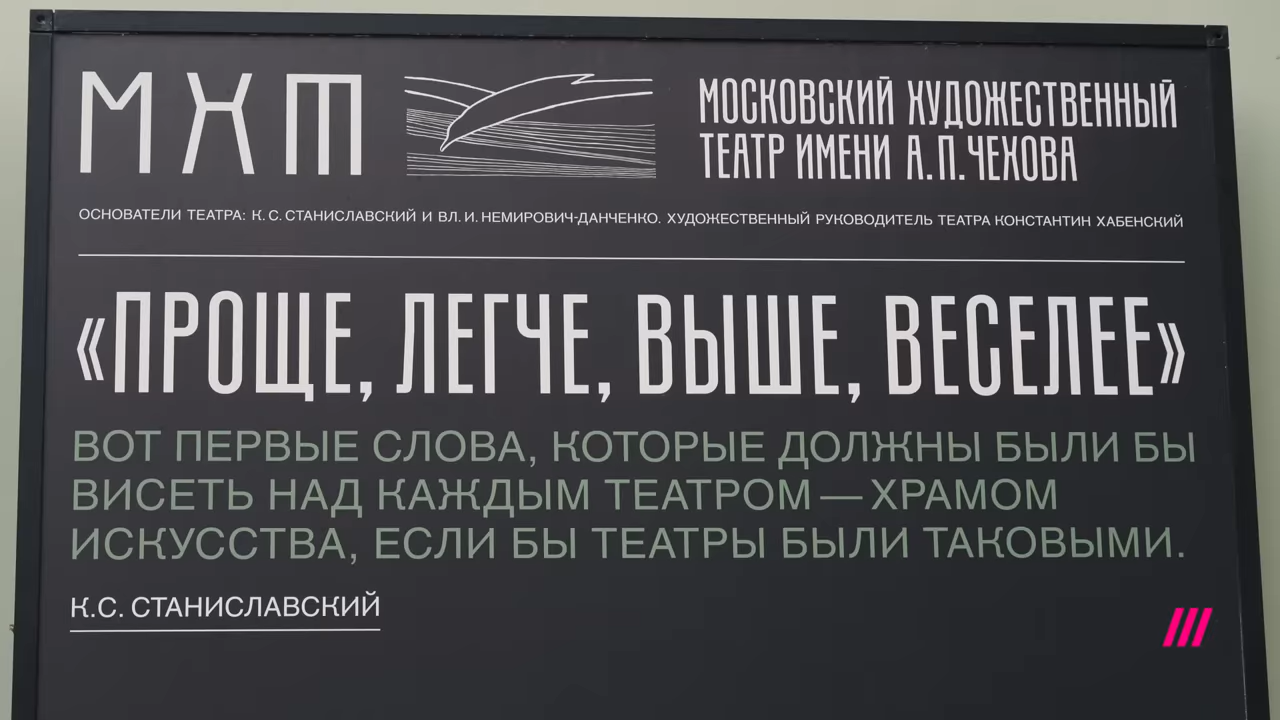 МХТ
МОСКОВСКИЙ ХУДОЖЕСТВЕННЫЙ
ТЕАТР ИМЕНИ А.П.ЧЕХОВА
ОСНОВАТЕЛИ ТЕАТРА: К.С.СТАНИСЛАВСКИЙ И ВЛ.И.НЕМИРОВИЧ-ДАНЧЕНКО. ХУДОЖЕСТВЕННЫЙ РУКОВОДИТЕЛЬ ТЕАТРА КОНСТАНТИН ХАБЕНСКИЙ
«ПРОЩЕ, ЛЕГЧЕ, ВЫШЕ, ВЕСЕЛЕЕ»
ВОТ ПЕРВЫЕ СЛОВА, КОТОРЫЕ ДОЛЖНЫ БЫЛИ БЫ
ВИСЕТЬ НАД КАЖДЫМ ТЕАТРОМ — ХРАМОМ
ИСКУССТВА, ЕСЛИ БЫ ТЕАТРЫ БЫЛИ ТАКОВЫМИ.
К.С. СТАНИСЛАВСКИЙ